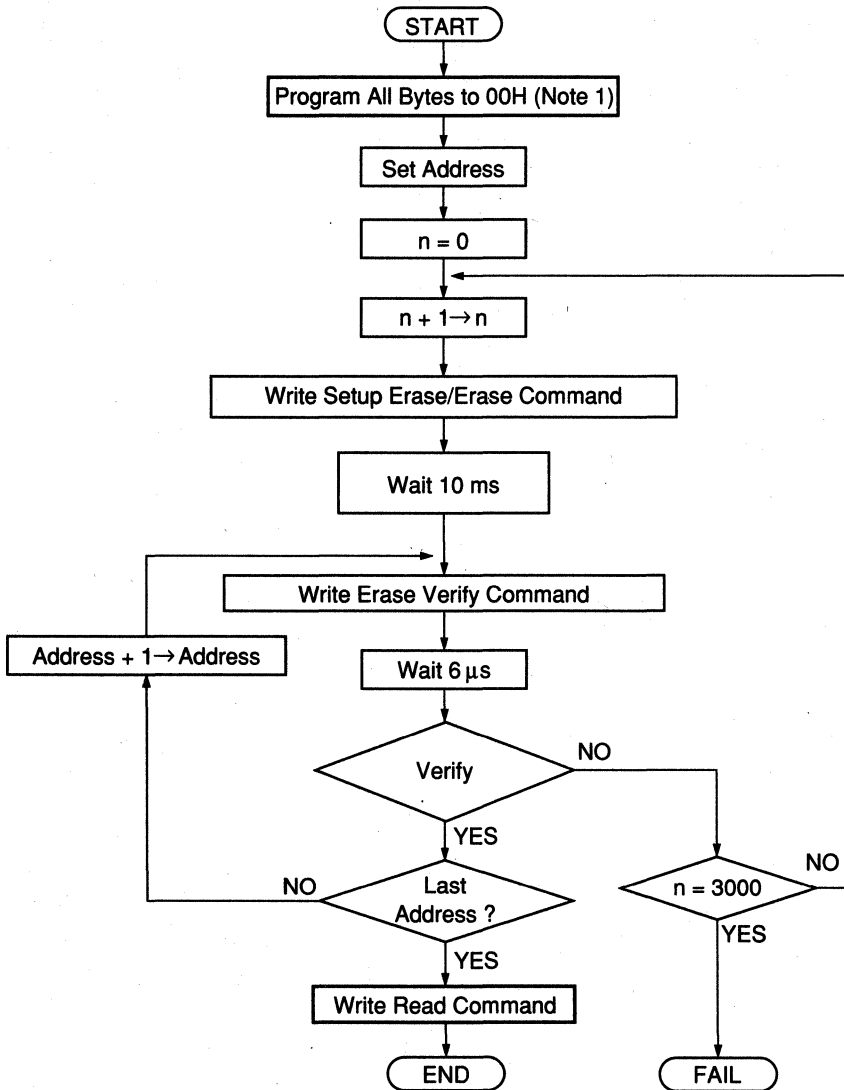 START
Program All Bytes to 00H (Note 1)
Set Address
n = 0
n + 1→n
Write Setup Erase/Erase Command
Wait 10 ms
Write Erase Verify Command
Address + 1→Address
Wait 6 µs
Verify
NO
YES
Last
Address ?
NO
n = 3000
NO
YES
YES
Write Read Command
END
FAIL